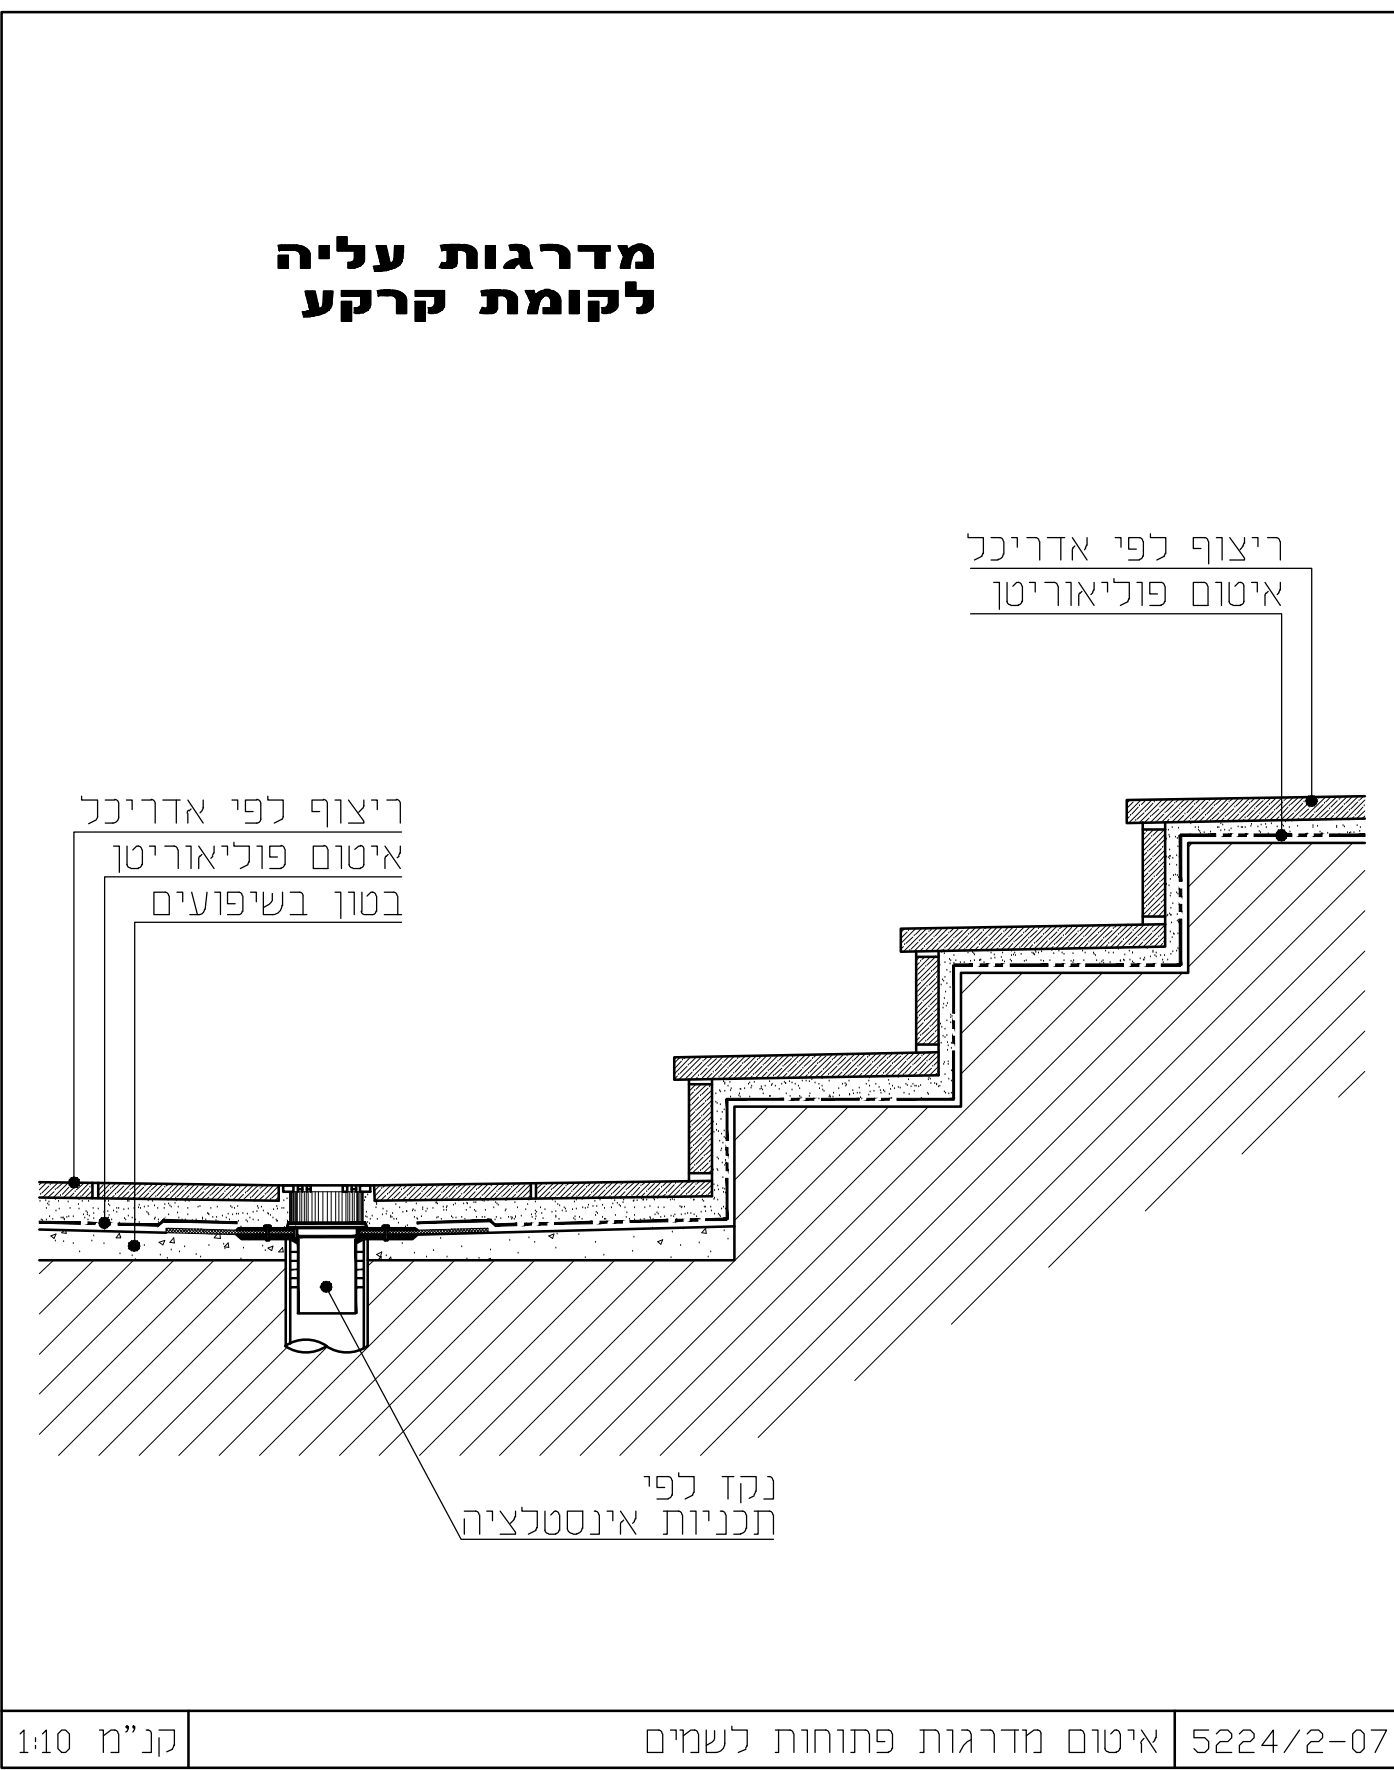 מדרגות עליה
לקומת קרקע
ריצוף לפי אדריכל
איטום פוליאוריטן
ריצוף לפי אדריכל
איטום פוליאוריטן
בטון בשיפועים
נקז לפי
תכניות אינסטלציה
5224/2-07
איטום מדרגות פתוחות לשמים
קנ"מ 1:10